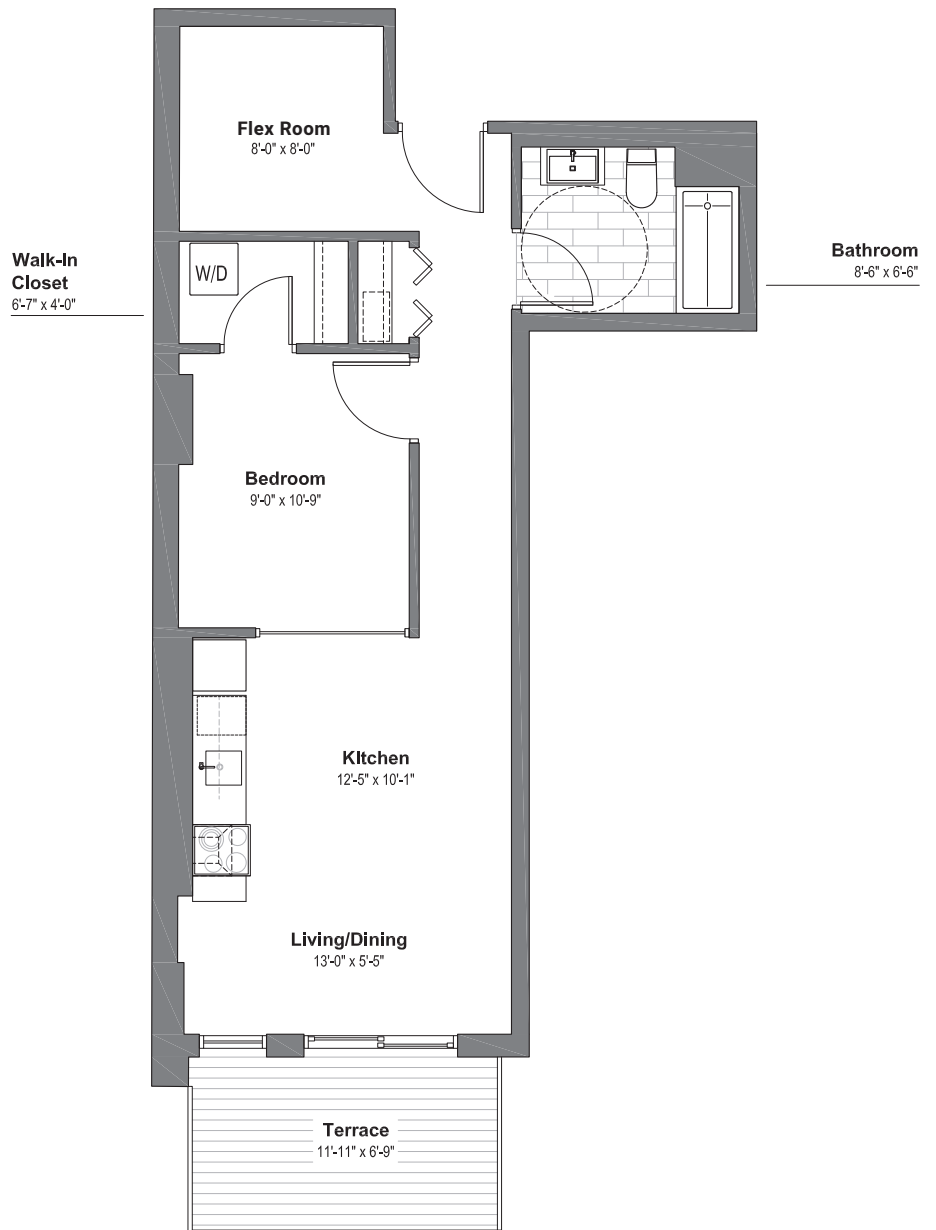 Flex Room
8'-0" x 8'-0"
Walk-In
Closet
6'-7" x 4'-0"
W/D
Bathroom
8'-6" x 6'-6"
Bedroom
9'-0" x 10'-9"
KItchen
12'-5" x 10'-1"
Living/Dining
13'-0" x 5'-5"
Terrace
11'-11" x 6'-9"